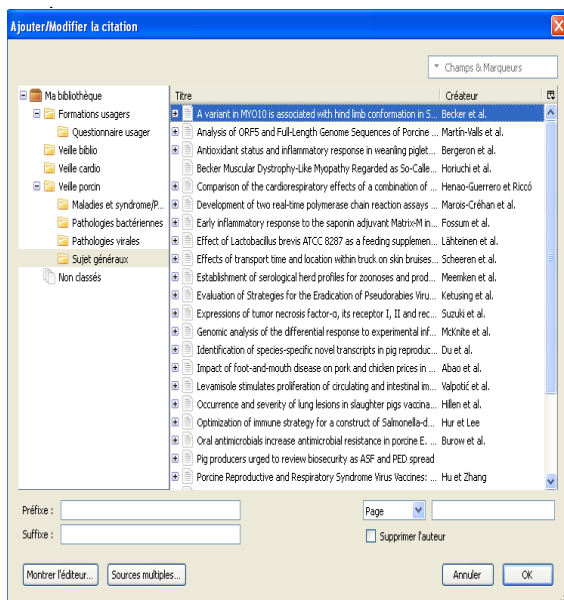 Ajouter/Modifier la citation
Champs & Marqueurs
Ma bibliothèque
Formations usagers
Questionnaire usager
Veille biblio
Veille cardio
Veille porcin
Maladies et syndrome/P...
Pathologies bactériennes
Pathologies virales
Sujet généraux
Non classés
Titre Créateur
A variant in MYO10 is associated with hind limb conformation in S... Becker et al.
Analysis of ORF5 and Full-Length Genome Sequences of Porcine ... Martín-Valls et al.
Antioxidant status and inflammatory response in weanling piglet... Bergeron et al.
Becker Muscular Dystrophy-Like Myopathy Regarded as So-Calle... Horiuchi et al.
Comparison of the cardiorespiratory effects of a combination of ... Henao-Guerrero et Riccó
Development of two real-time polymerase chain reaction assays ... Marois-Créhan et al.
Early inflammatory response to the saponin adjuvant Matrix-M in... Fossum et al.
Effect of Lactobacillus brevis ATCC 8287 as a feeding supplemen... Lähteinen et al.
Effects of transport time and location within truck on skin bruises... Scheeren et al.
Establishment of serological herd profiles for zoonoses and prod... Meemken et al.
Evaluation of Strategies for the Eradication of Pseudorabies Viru... Ketusing et al.
Expressions of tumor necrosis factor-α, its receptor I, II and rec... Suzuki et al.
Genomic analysis of the differential response to experimental inf... McKnite et al.
Identification of species-specific novel transcripts in pig reproduc... Du et al.
Impact of foot-and-mouth disease on pork and chicken prices in ... Abao et al.
Levamisole stimulates proliferation of circulating and intestinal im... Valpotić et al.
Occurrence and severity of lung lesions in slaughter pigs vaccina... Hillen et al.
Optimization of immune strategy for a construct of Salmonella-d... Hur et Lee
Oral antimicrobials increase antimicrobial resistance in porcine E. ... Burow et al.
Pig producers urged to review biosecurity as ASF and PED spread
Porcine Reproductive and Respiratory Syndrome Virus Vaccines: ... Hu et Zhang
Préfixe : Page
Suffixe : Supprimer l'auteur
Montrer l'éditeur... Sources multiples... Annuler OK